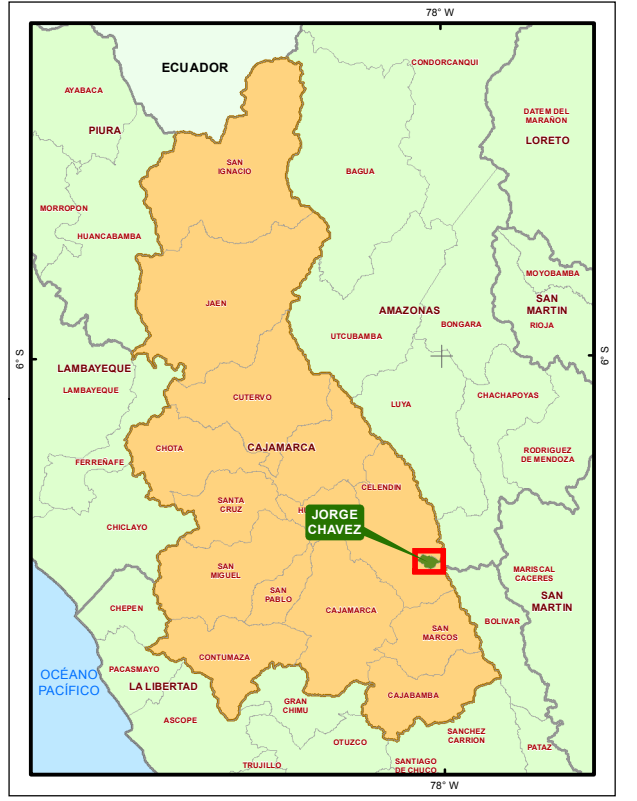 78° W
ECUADOR
CONDORCANQUI
AYABACA
DATEM DEL
MARAÑON
PIURA
LORETO
SAN
IGNACIO
BAGUA
MORROPON
HUANCABAMBA
MOYOBAMBA
JAEN
SAN
MARTIN
AMAZONAS
BONGARA
RIOJA
UTCUBAMBA
6° S
6° S
LAMBAYEQUE
LAMBAYEQUE
CUTERVO
LUYA
CHACHAPOYAS
CHOTA
CAJAMARCA
FERREÑAFE
RODRIGUEZ
DE MENDOZA
CELENDIN
SANTA
CRUZ
JORGE
CHAVEZ
CHICLAYO
SAN
MIGUEL
MARISCAL
CACERES
SAN
PABLO
SAN
MARTIN
CHEPEN
CAJAMARCA
BOLIVAR
SAN
MARCOS
CONTUMAZA
PACASMAYO
OCÉANO
PACÍFICO
LA LIBERTAD
CAJABAMBA
GRAN
CHIMU
ASCOPE
SANCHEZ
CARRION
OTUZCO
PATAZ
TRUJILLO
SANTIAGO
DE CHUCO
78° W